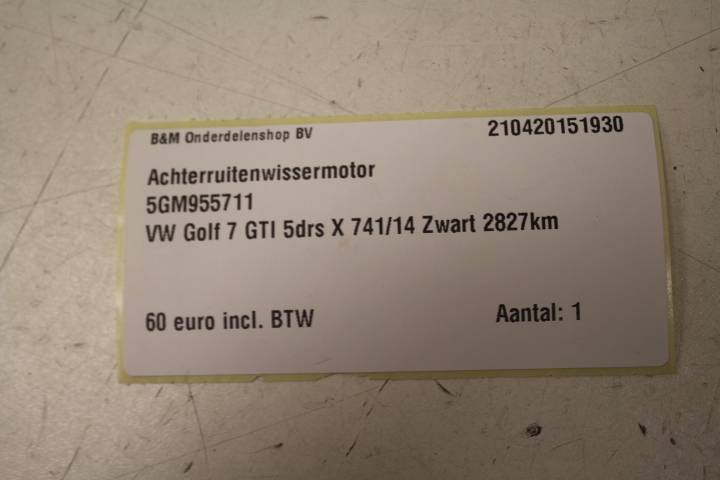 B&M Onderdelenshop BV 210420151930
Achterruitenwissermotor
5GM955711
VW Golf 7 GTI 5drs X 741/14 Zwart 2827km
60 euro incl. BTW Aantal: 1